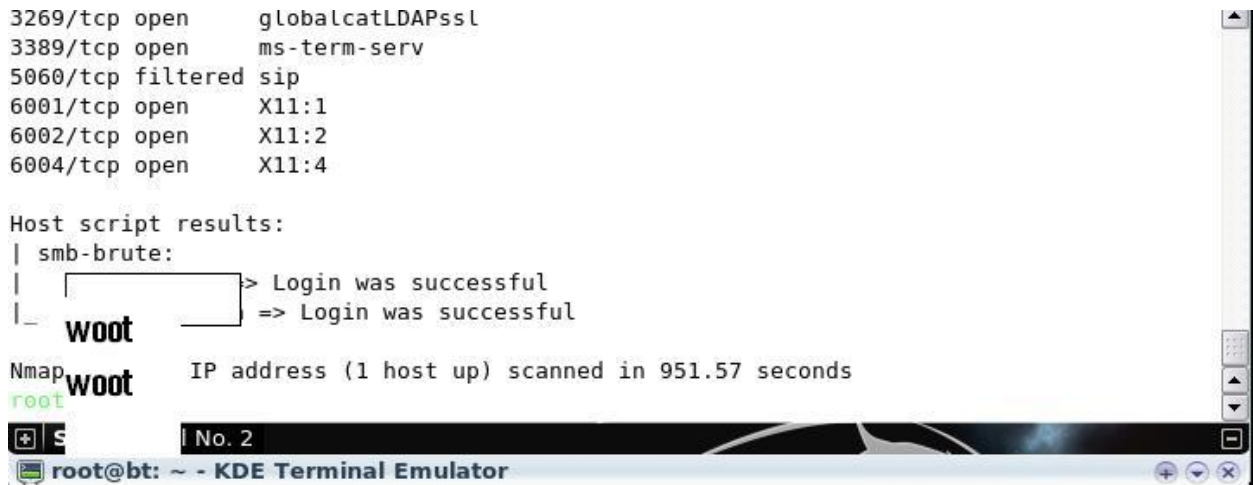 3269/tcp open globalcatLDAPssl
3389/tcp open ms-term-serv
5060/tcp filtered sip
6001/tcp open X11:1
6002/tcp open X11:2
6004/tcp open X11:4
Host script results:
| smb-brute:
| => Login was successful
|_ => Login was successful
woot
Nmap IP address (1 host up) scanned in 951.57 seconds
woot
root
S l No. 2
root@bt: ~ - KDE Terminal Emulator